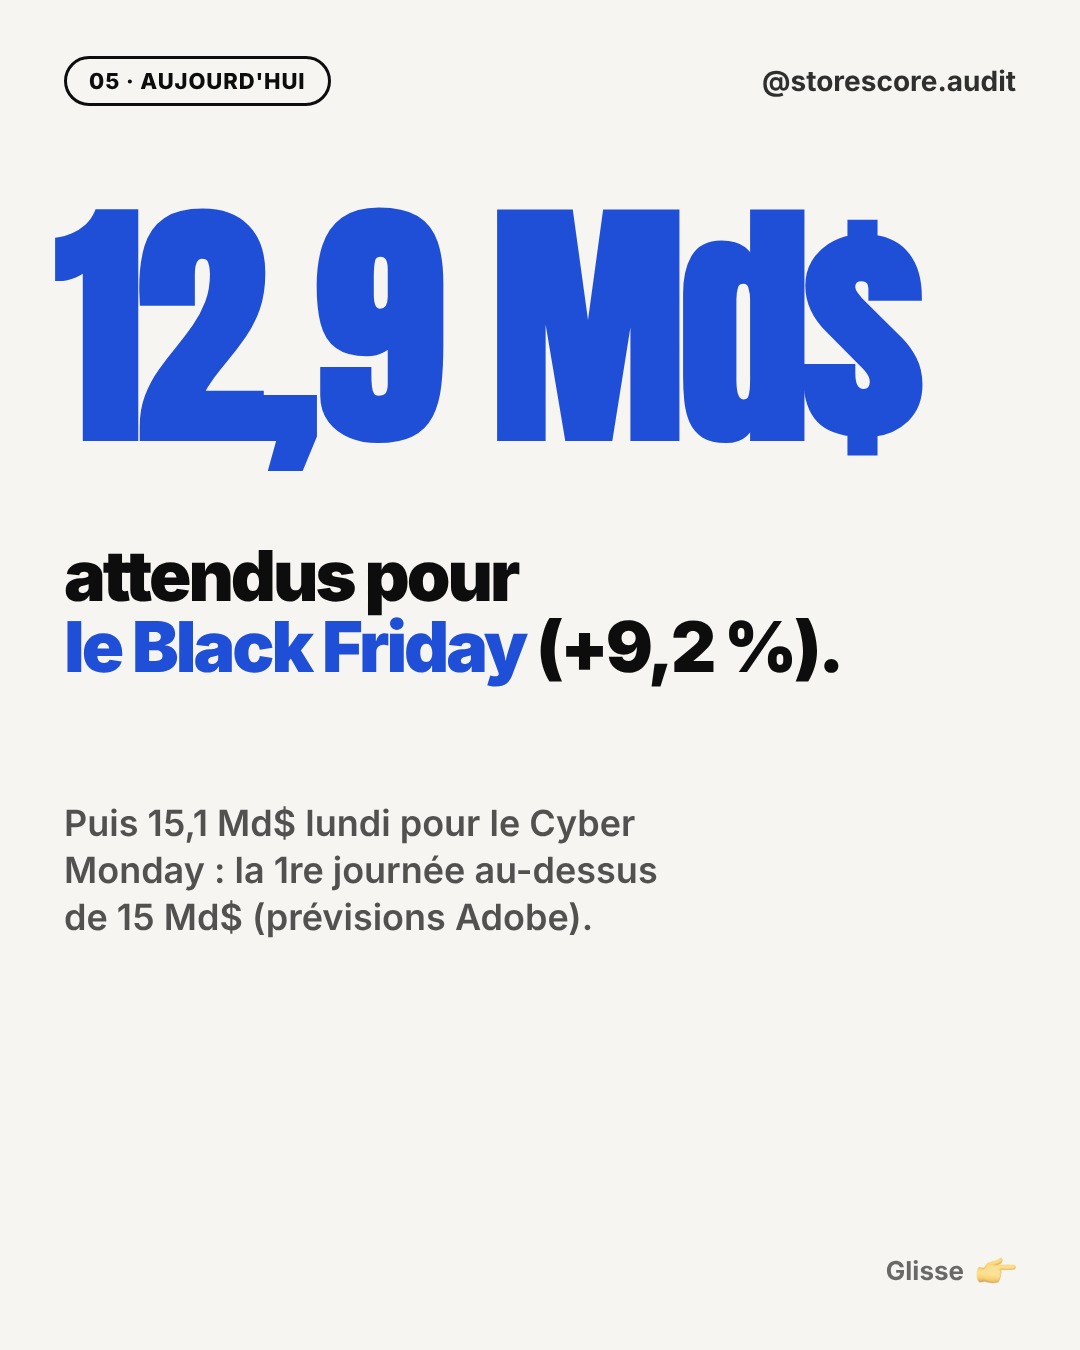 05 · AUJOURD'HUI
@storescore.audit
12,9 Md$
attendus pour
le Black Friday (+9,2 %).
Puis 15,1 Md$ lundi pour le Cyber
Monday : la 1re journée au-dessus
de 15 Md$ (prévisions Adobe).
Glisse 👉